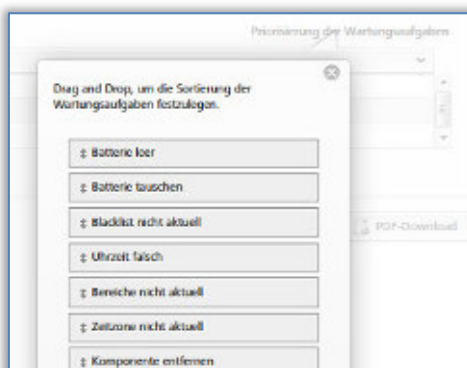 Priorisierung der Wartungsaufgaben
Drag and Drop, um die Sortierung der
Wartungsaufgaben festzulegen.
Batterie leer
Batterie tauschen
Blacklist nicht aktuell
Uhrzeit falsch
Bereiche nicht aktuell
Zeitzone nicht aktuell
PDF-Download
Komponente entfernen